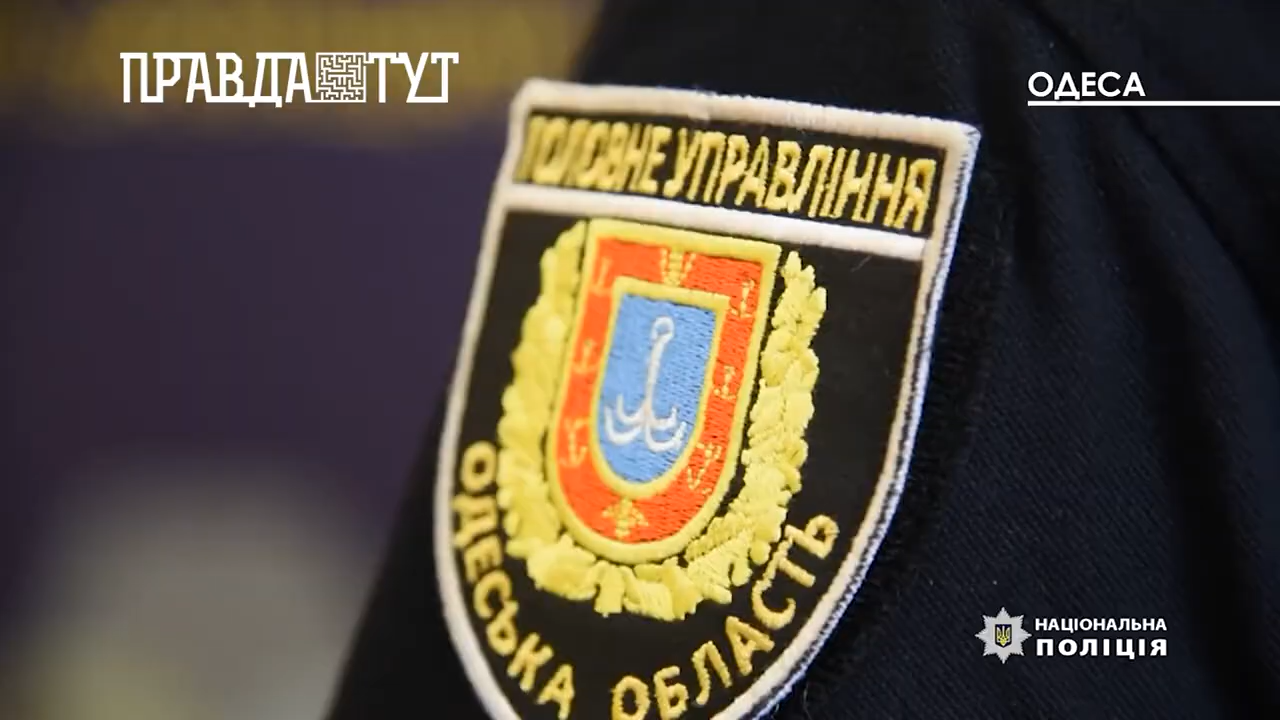 ПРАВДА ТУТ
ОДЕСА
ГОЛОВНЕ УПРАВЛІННЯ
ОДЕСЬКА ОБЛАСТЬ
НАЦІОНАЛЬНА
ПОЛІЦІЯ